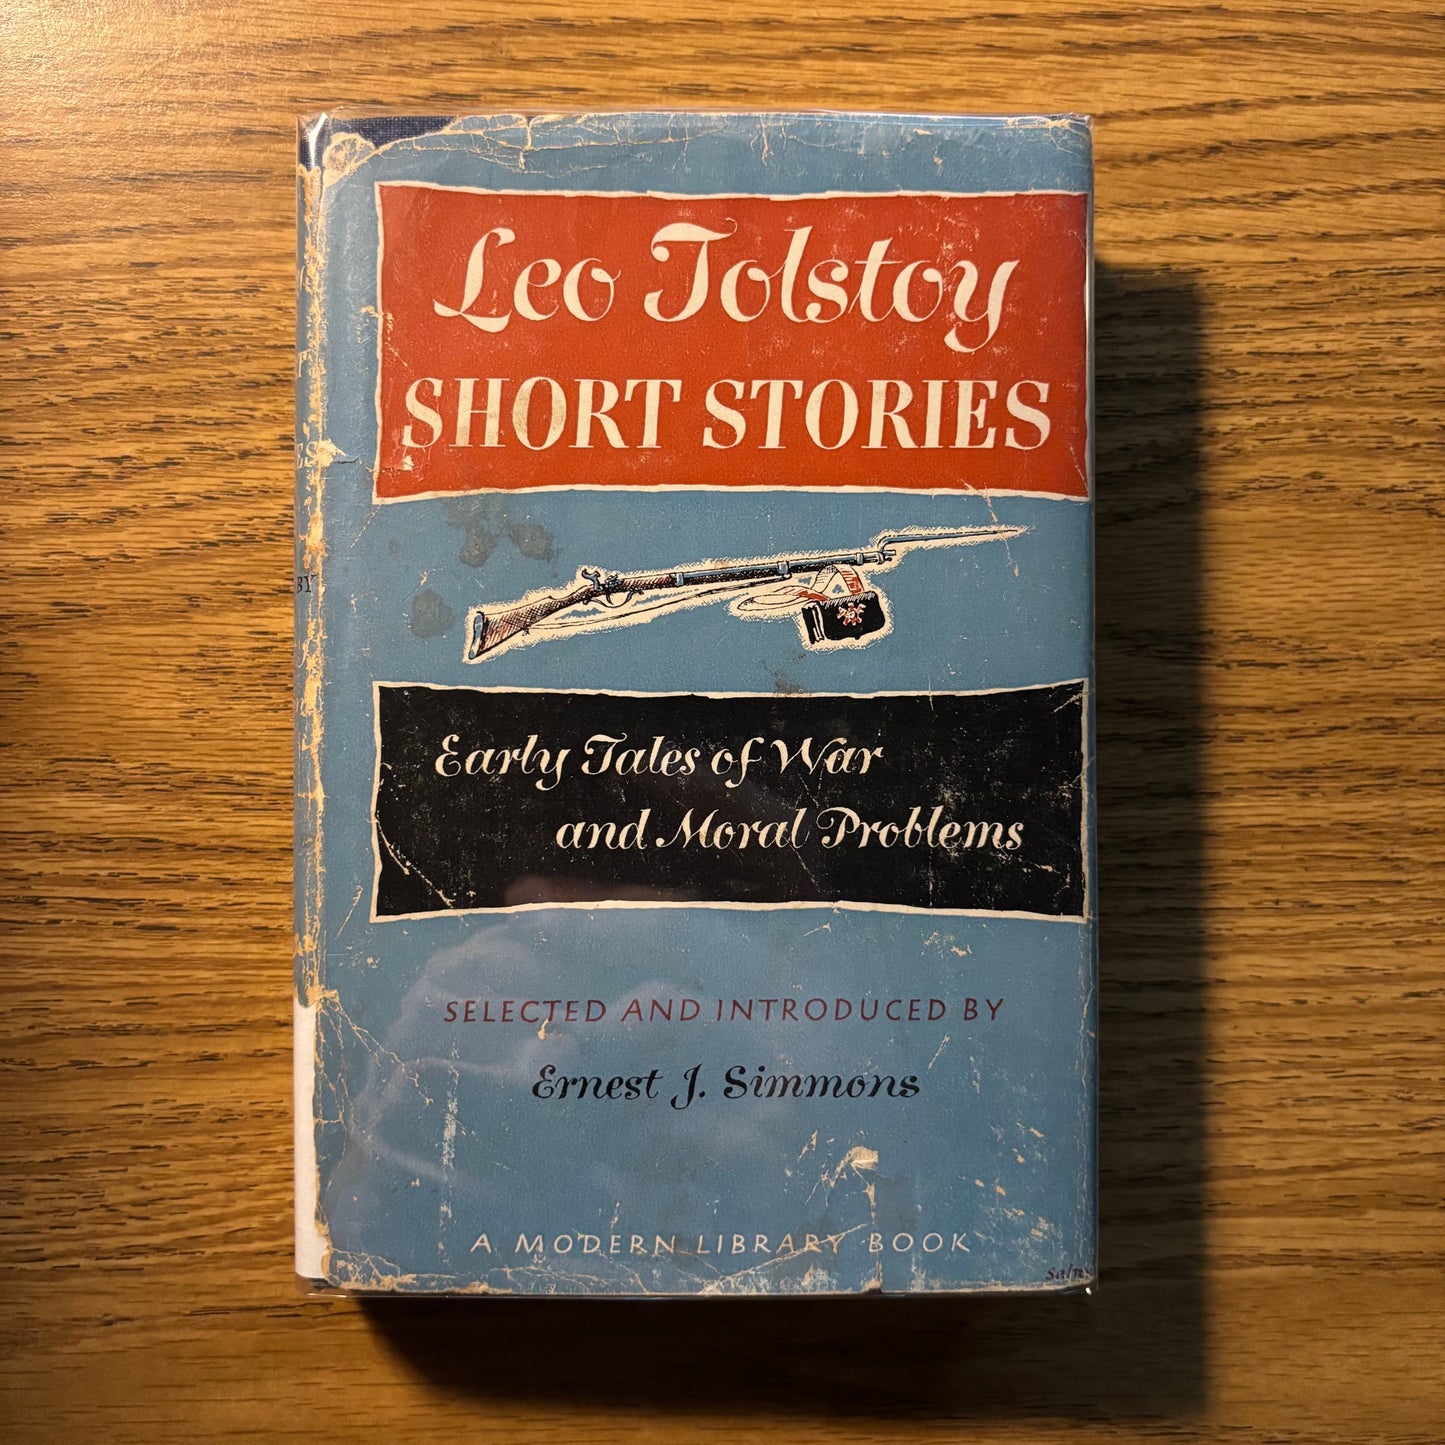 Leo Tolstoy
SHORT STORIES
Early Tales of War
and Moral Problems
SELECTED AND INTRODUCED BY
Ernest J. Simmons
A MODERN LIBRARY BOOK
BY